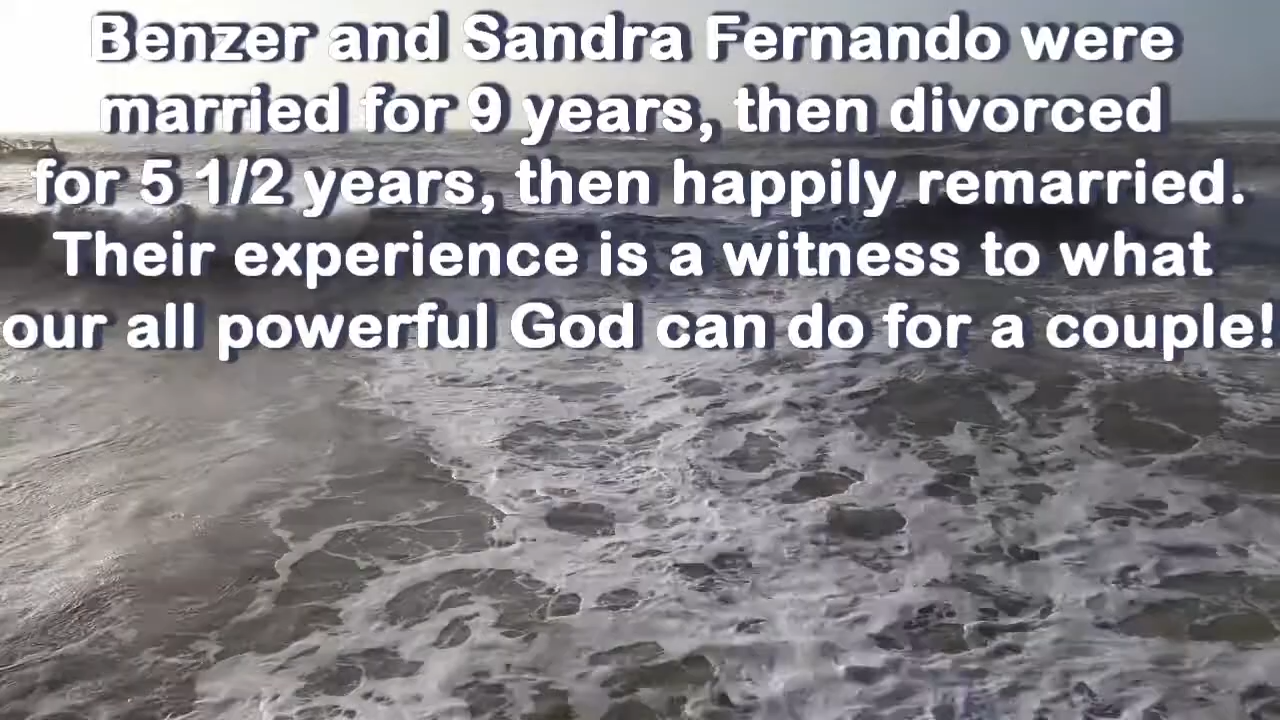 Benzer and Sandra Fernando were
married for 9 years, then divorced
for 5 1/2 years, then happily remarried.
Their experience is a witness to what
our all powerful God can do for a couple!